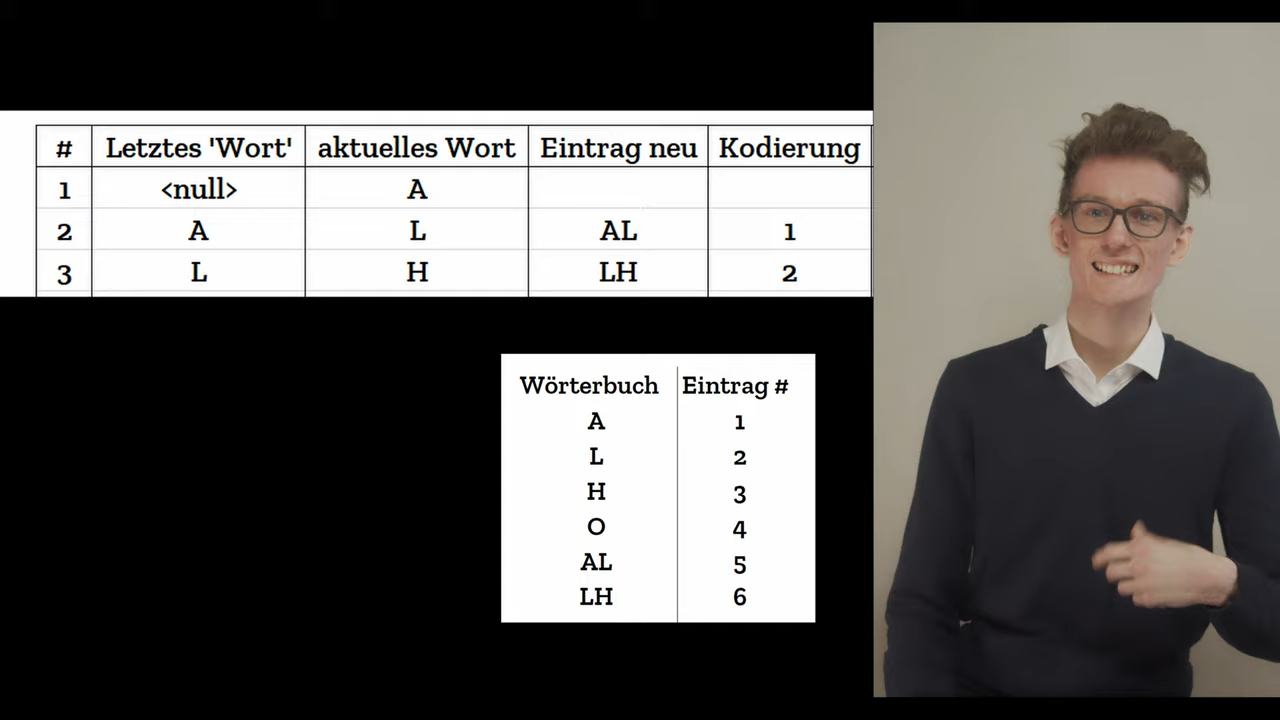 # Letztes 'Wort' aktuelles Wort Eintrag neu Kodierung
1 <null> A
2 A L AL 1
3 L H LH 2
Wörterbuch Eintrag #
A 1
L 2
H 3
O 4
AL 5
LH 6